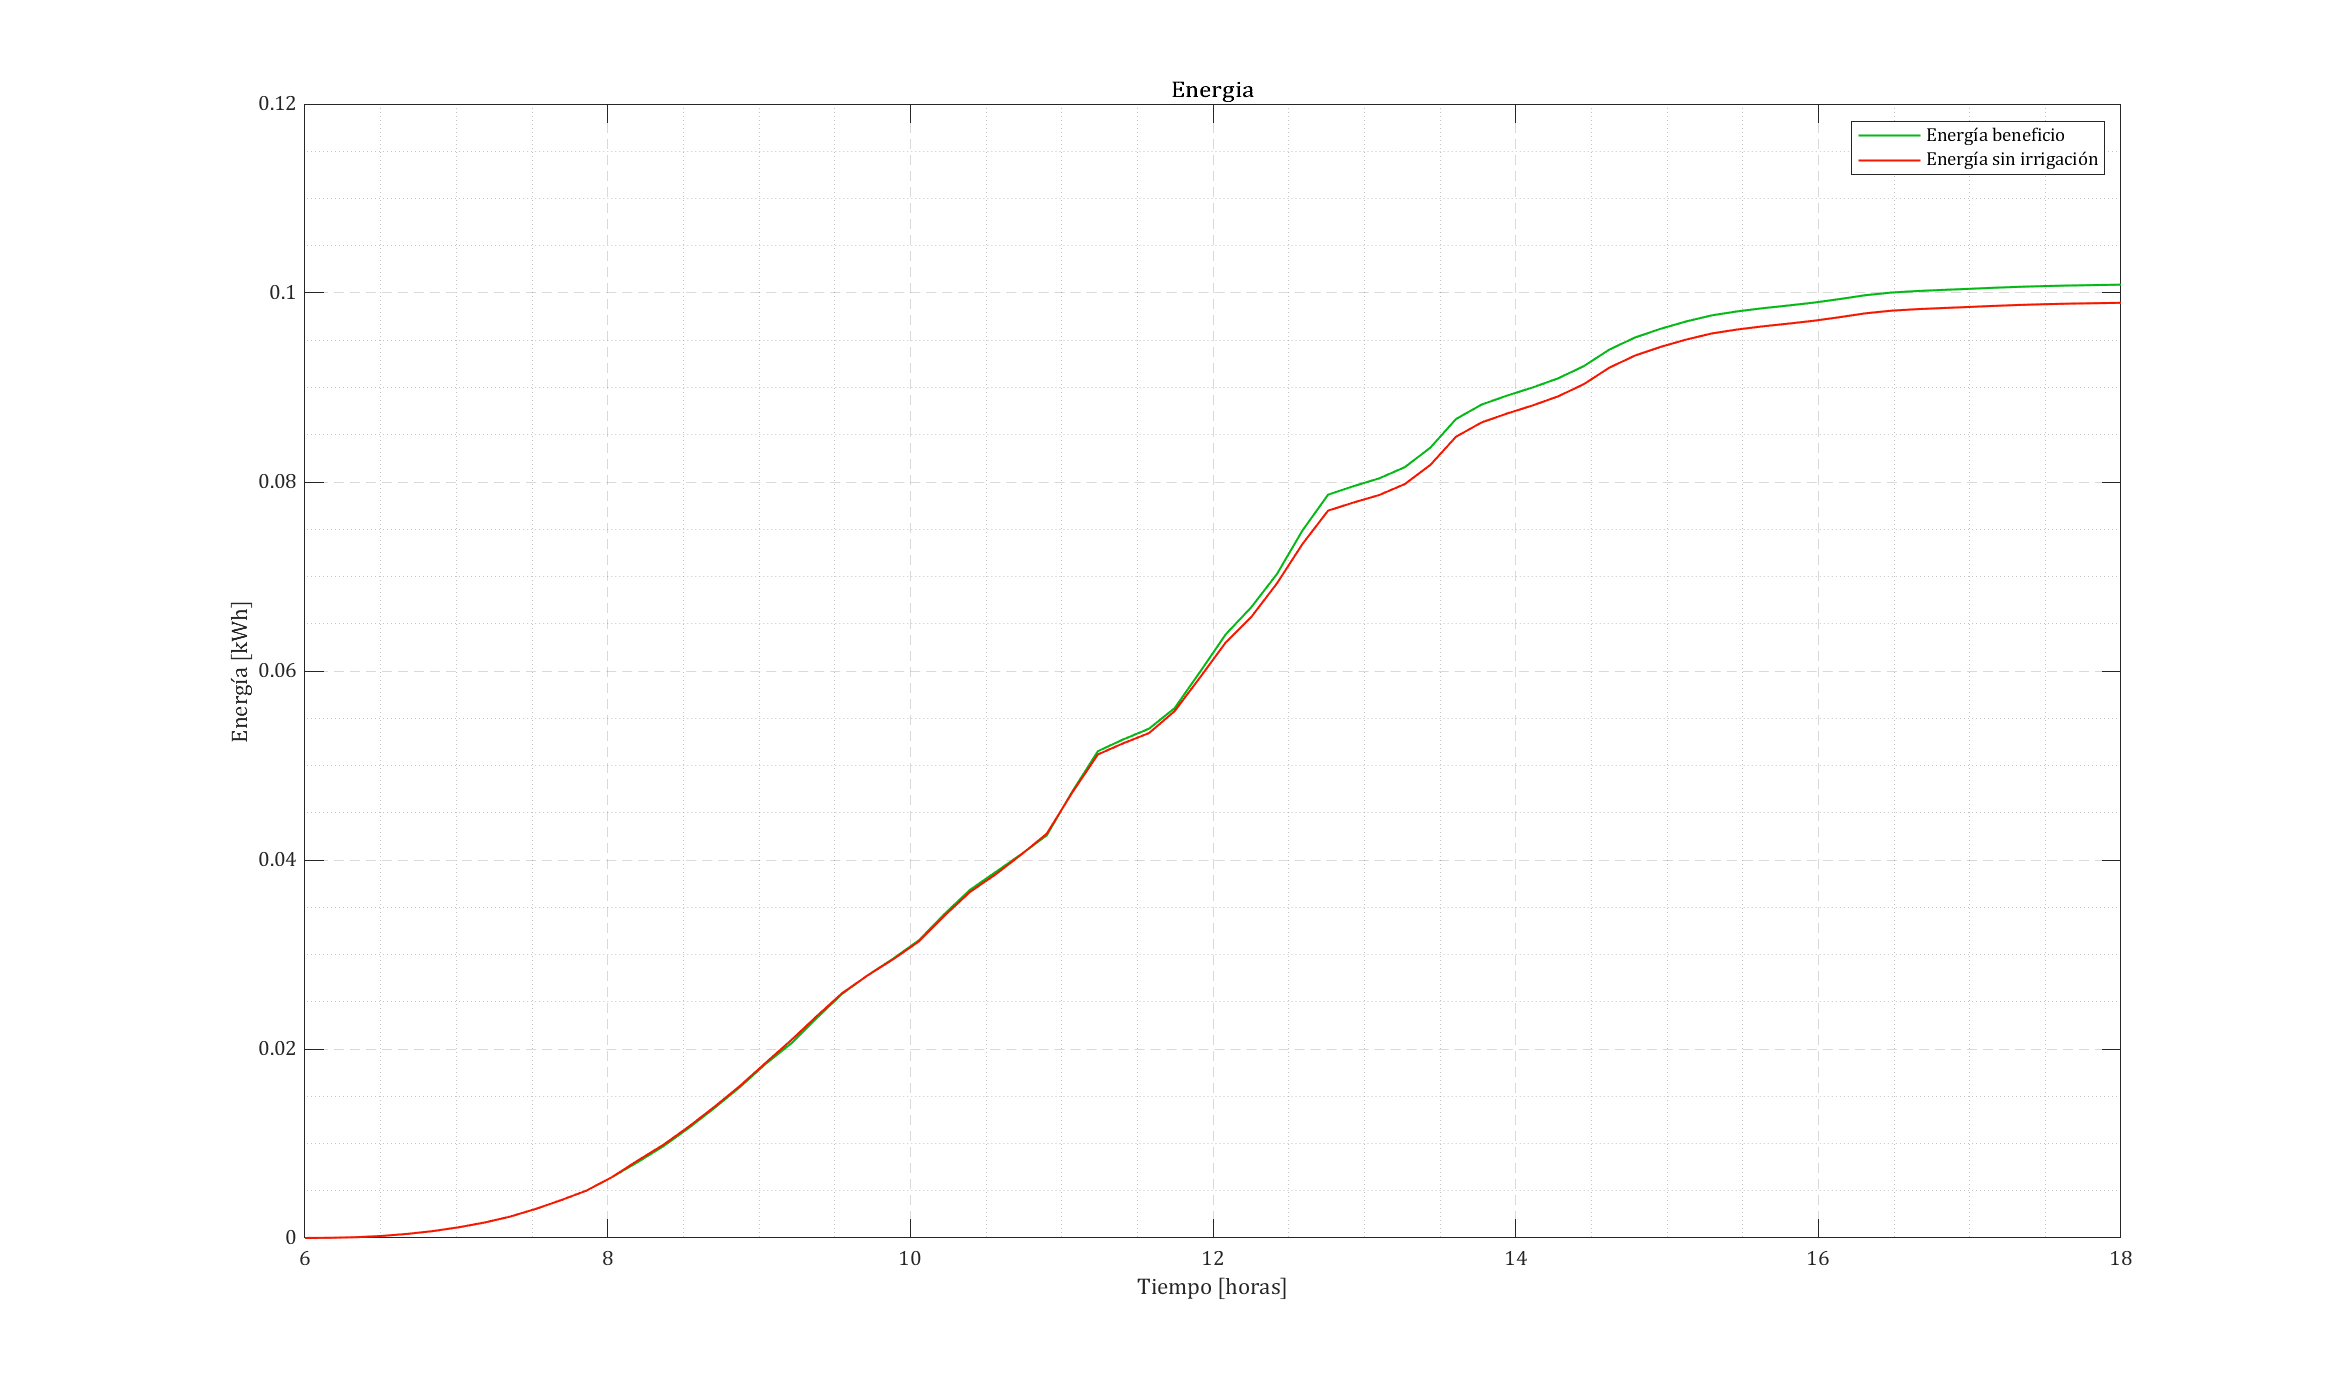 Energia
Energía beneficio
Energía sin irrigación
0.12
0.1
0.08
0.06
0.04
0.02
0
Energía [kWh]
6 8 10 12 14 16 18
Tiempo [horas]